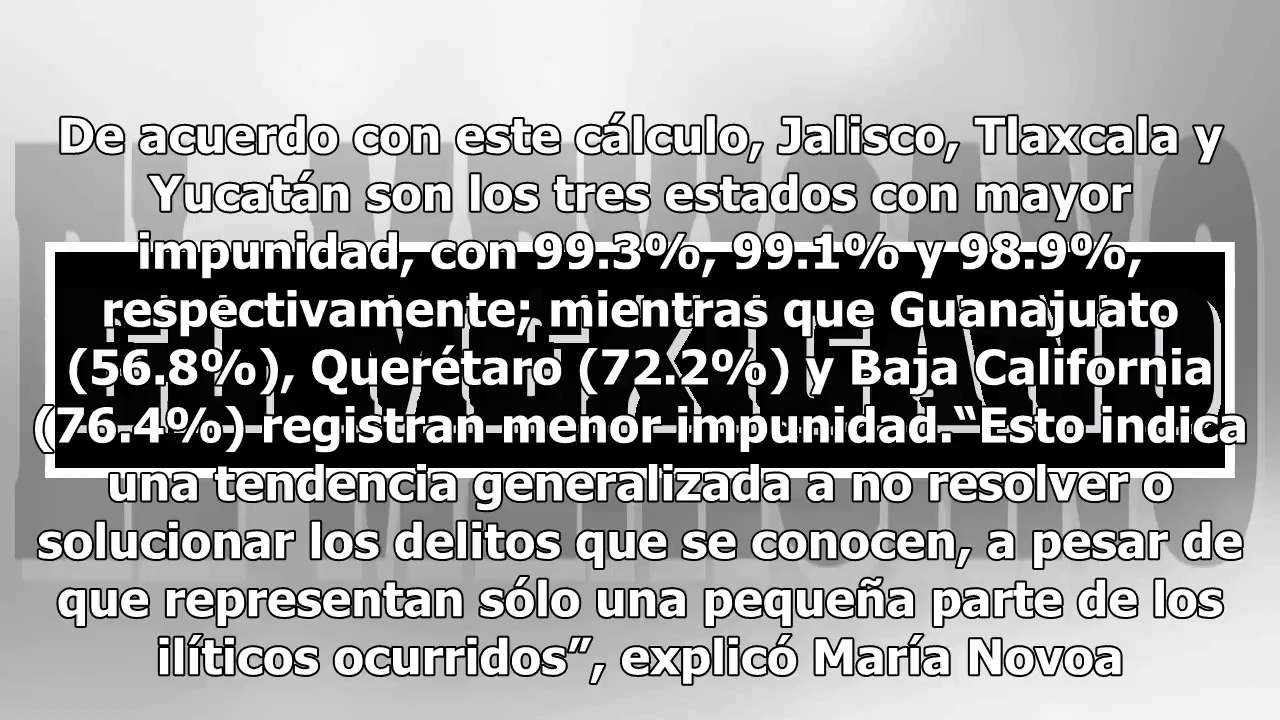 De acuerdo con este cálculo, Jalisco, Tlaxcala y
Yucatán son los tres estados con mayor
impunidad, con 99.3%, 99.1% y 98.9%,
respectivamente; mientras que Guanajuato
(56.8%), Querétaro (72.2%) y Baja California
(76.4%) registran menor impunidad.“Esto indica
una tendencia generalizada a no resolver o
solucionar los delitos que se conocen, a pesar de
que representan sólo una pequeña parte de los
ilíticos ocurridos”, explicó María Novoa
EL MEXICANO